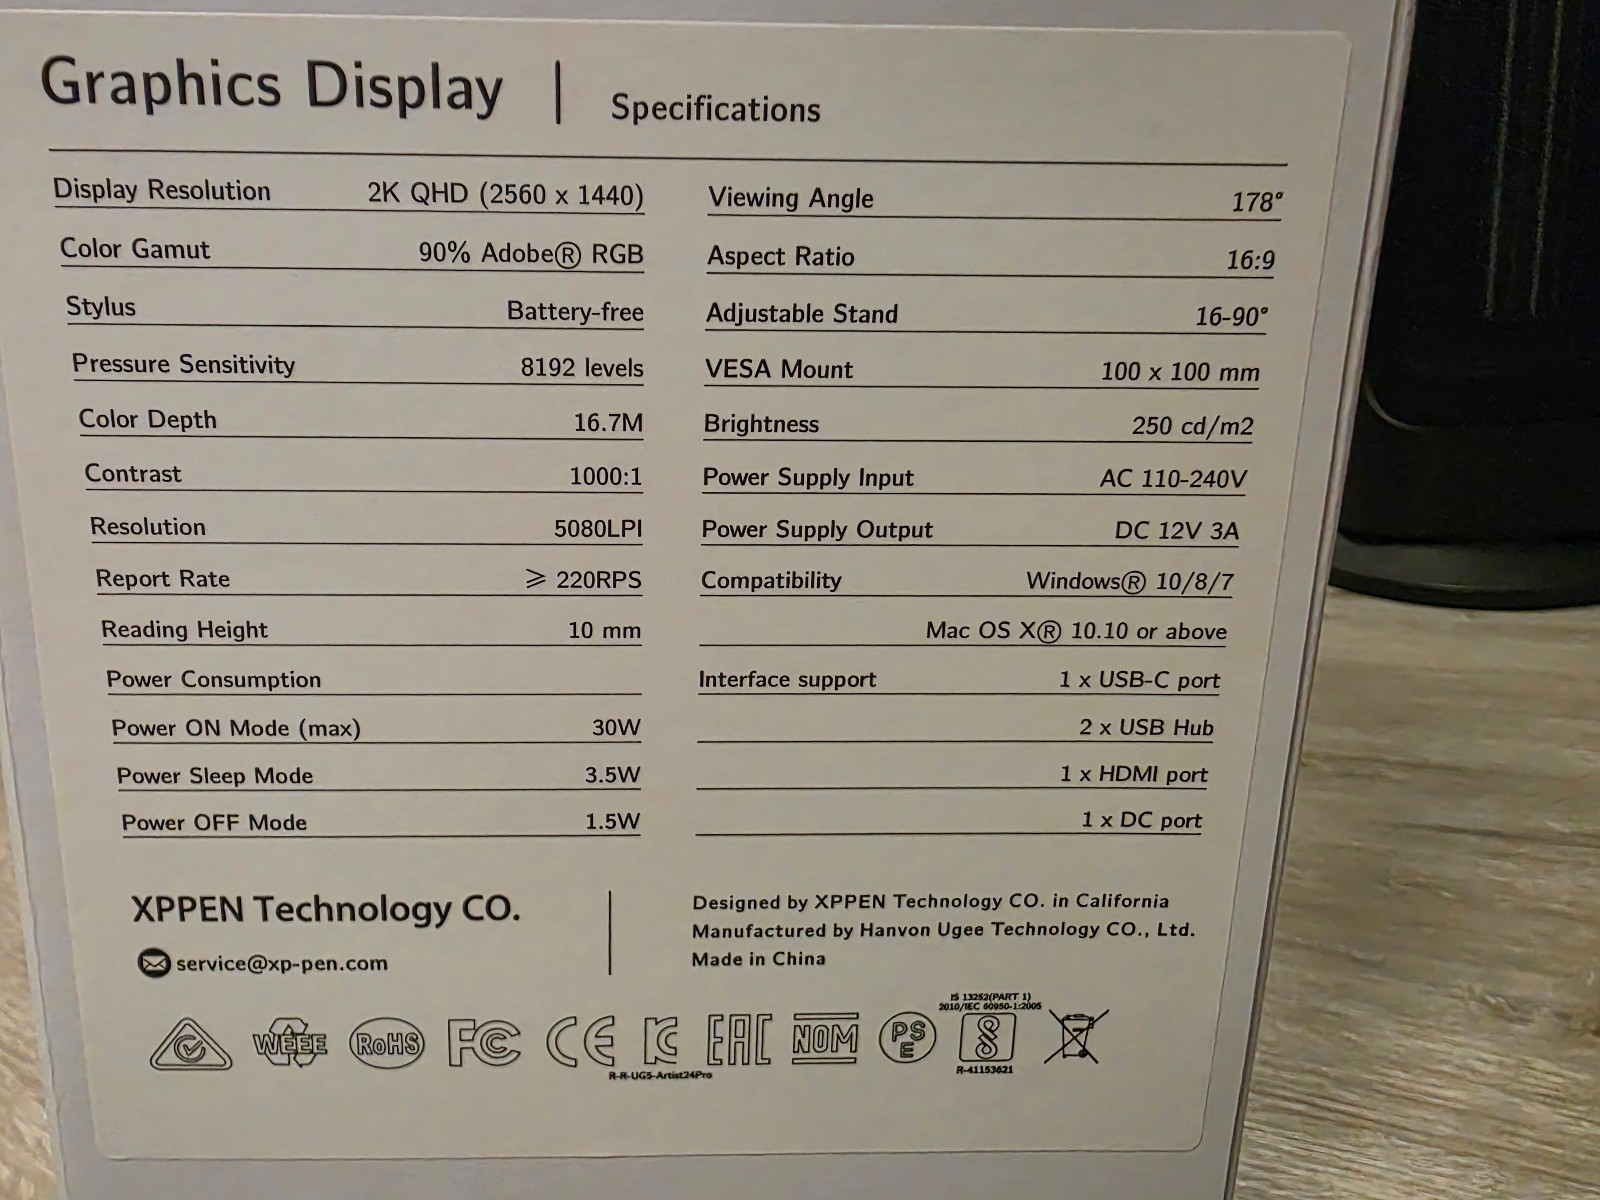 Graphics Display | Specifications
Display Resolution 2K QHD (2560 x 1440)
Color Gamut 90% Adobe® RGB
Stylus Battery-free
Pressure Sensitivity 8192 levels
Color Depth 16.7M
Contrast 1000:1
Resolution 5080LPI
Report Rate ⩾ 220RPS
Reading Height 10 mm
Power Consumption
Power ON Mode (max) 30W
Power Sleep Mode 3.5W
Power OFF Mode 1.5W
Viewing Angle 178°
Aspect Ratio 16:9
Adjustable Stand 16-90°
VESA Mount 100 x 100 mm
Brightness 250 cd/m2
Power Supply Input AC 110-240V
Power Supply Output DC 12V 3A
Compatibility Windows® 10/8/7
Mac OS X® 10.10 or above
Interface support 1 x USB-C port
2 x USB Hub
1 x HDMI port
1 x DC port
XPPEN Technology CO.
service@xp-pen.com
Designed by XPPEN Technology CO. in California
Manufactured by Hanvon Ugee Technology CO., Ltd.
Made in China
WEEE RoHS FC CE KC EAC NOM PSE
R-R-UG5-Artist24Pro
IS 13252(PART 1)
2010/IEC 60950-1:2005
R-41153621